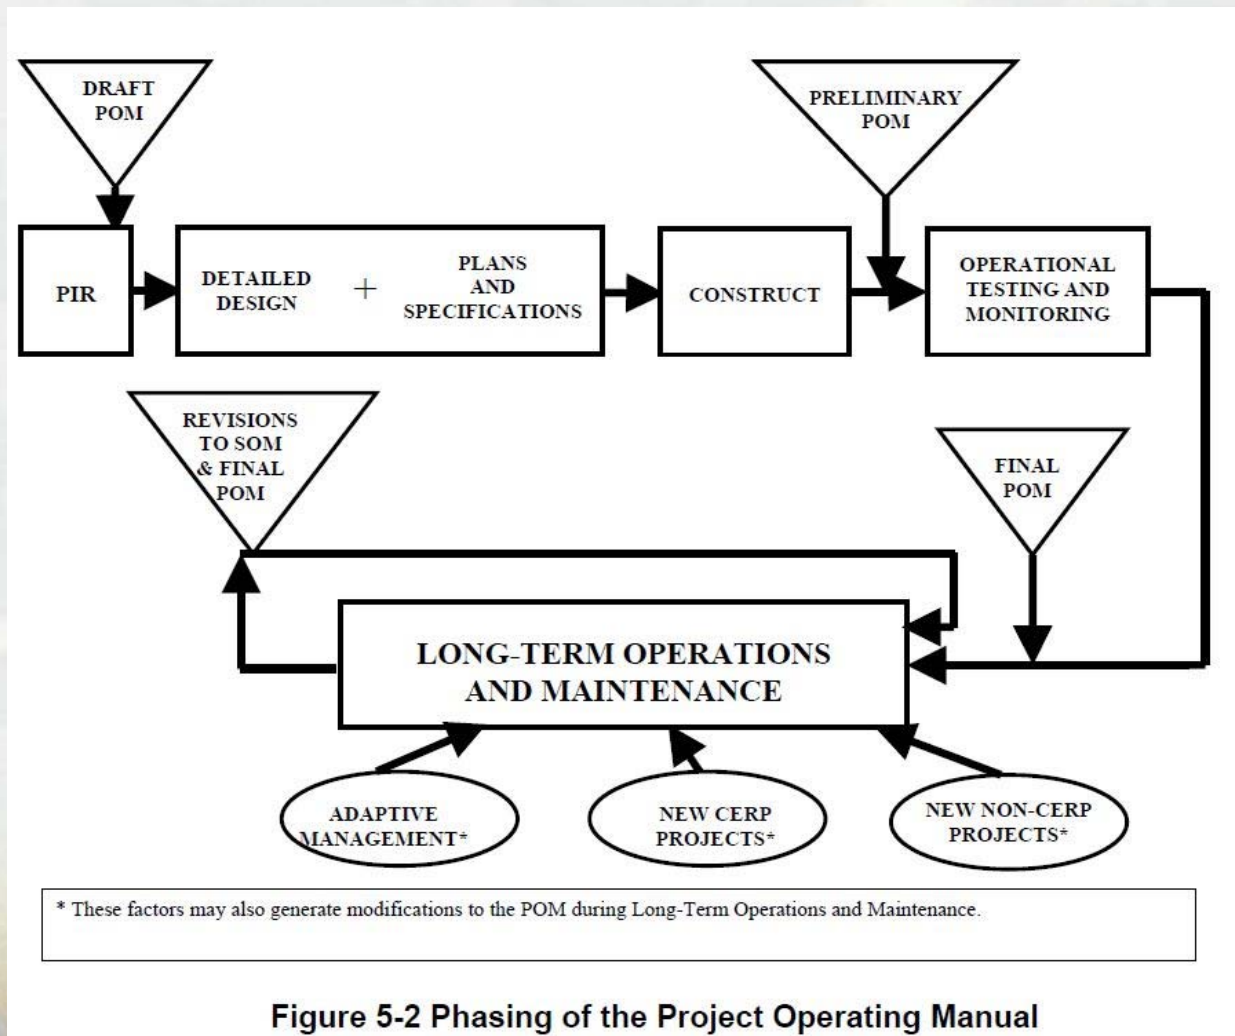 DRAFT
POM
PRELIMINARY
POM
PIR
DETAILED
DESIGN
+
PLANS
AND
SPECIFICATIONS
CONSTRUCT
OPERATIONAL
TESTING AND
MONITORING
REVISIONS
TO SOM
& FINAL
POM
FINAL
POM
LONG-TERM OPERATIONS
AND MAINTENANCE
ADAPTIVE
MANAGEMENT*
NEW CERP
PROJECTS*
NEW NON-CERP
PROJECTS*
* These factors may also generate modifications to the POM during Long-Term Operations and Maintenance.
Figure 5-2 Phasing of the Project Operating Manual